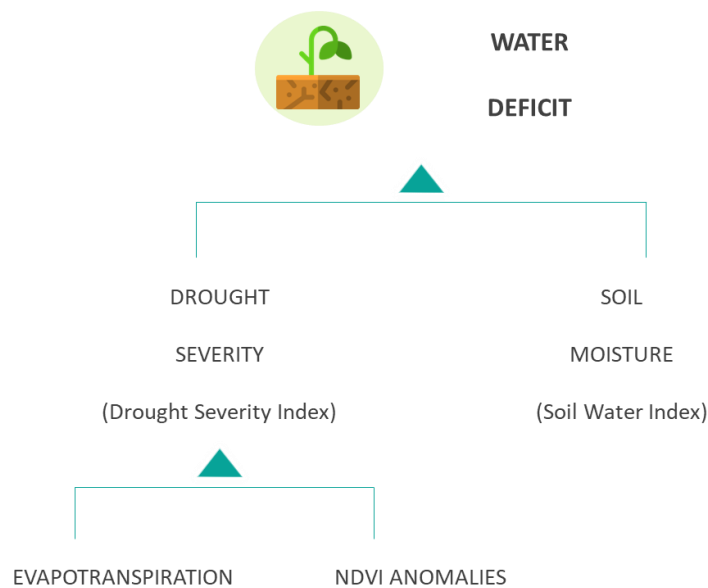 WATER
DEFICIT
DROUGHT
SEVERITY
(Drought Severity Index)
SOIL
MOISTURE
(Soil Water Index)
EVAPOTRANSPIRATION
NDVI ANOMALIES